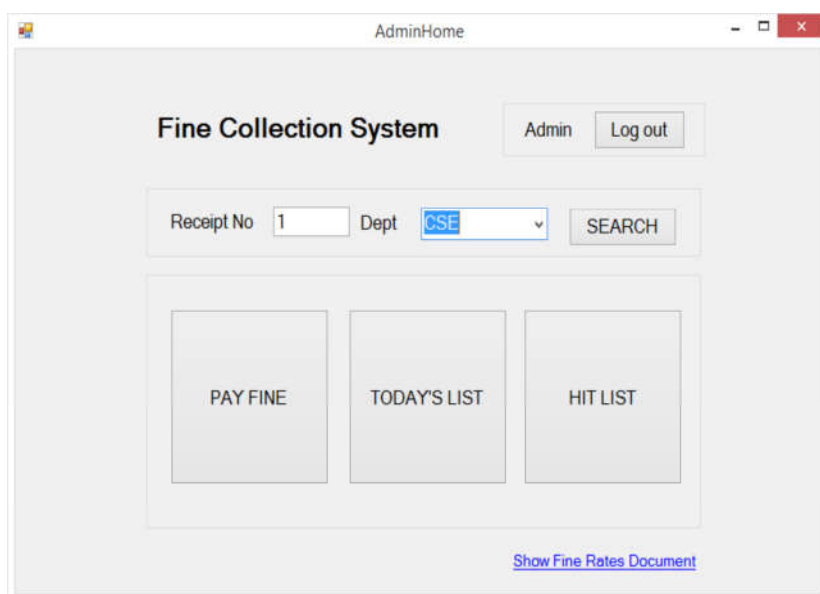 AdminHome
Fine Collection System Admin Log out
Receipt No 1 Dept CSE SEARCH
PAY FINE TODAY'S LIST HIT LIST
Show Fine Rates Document